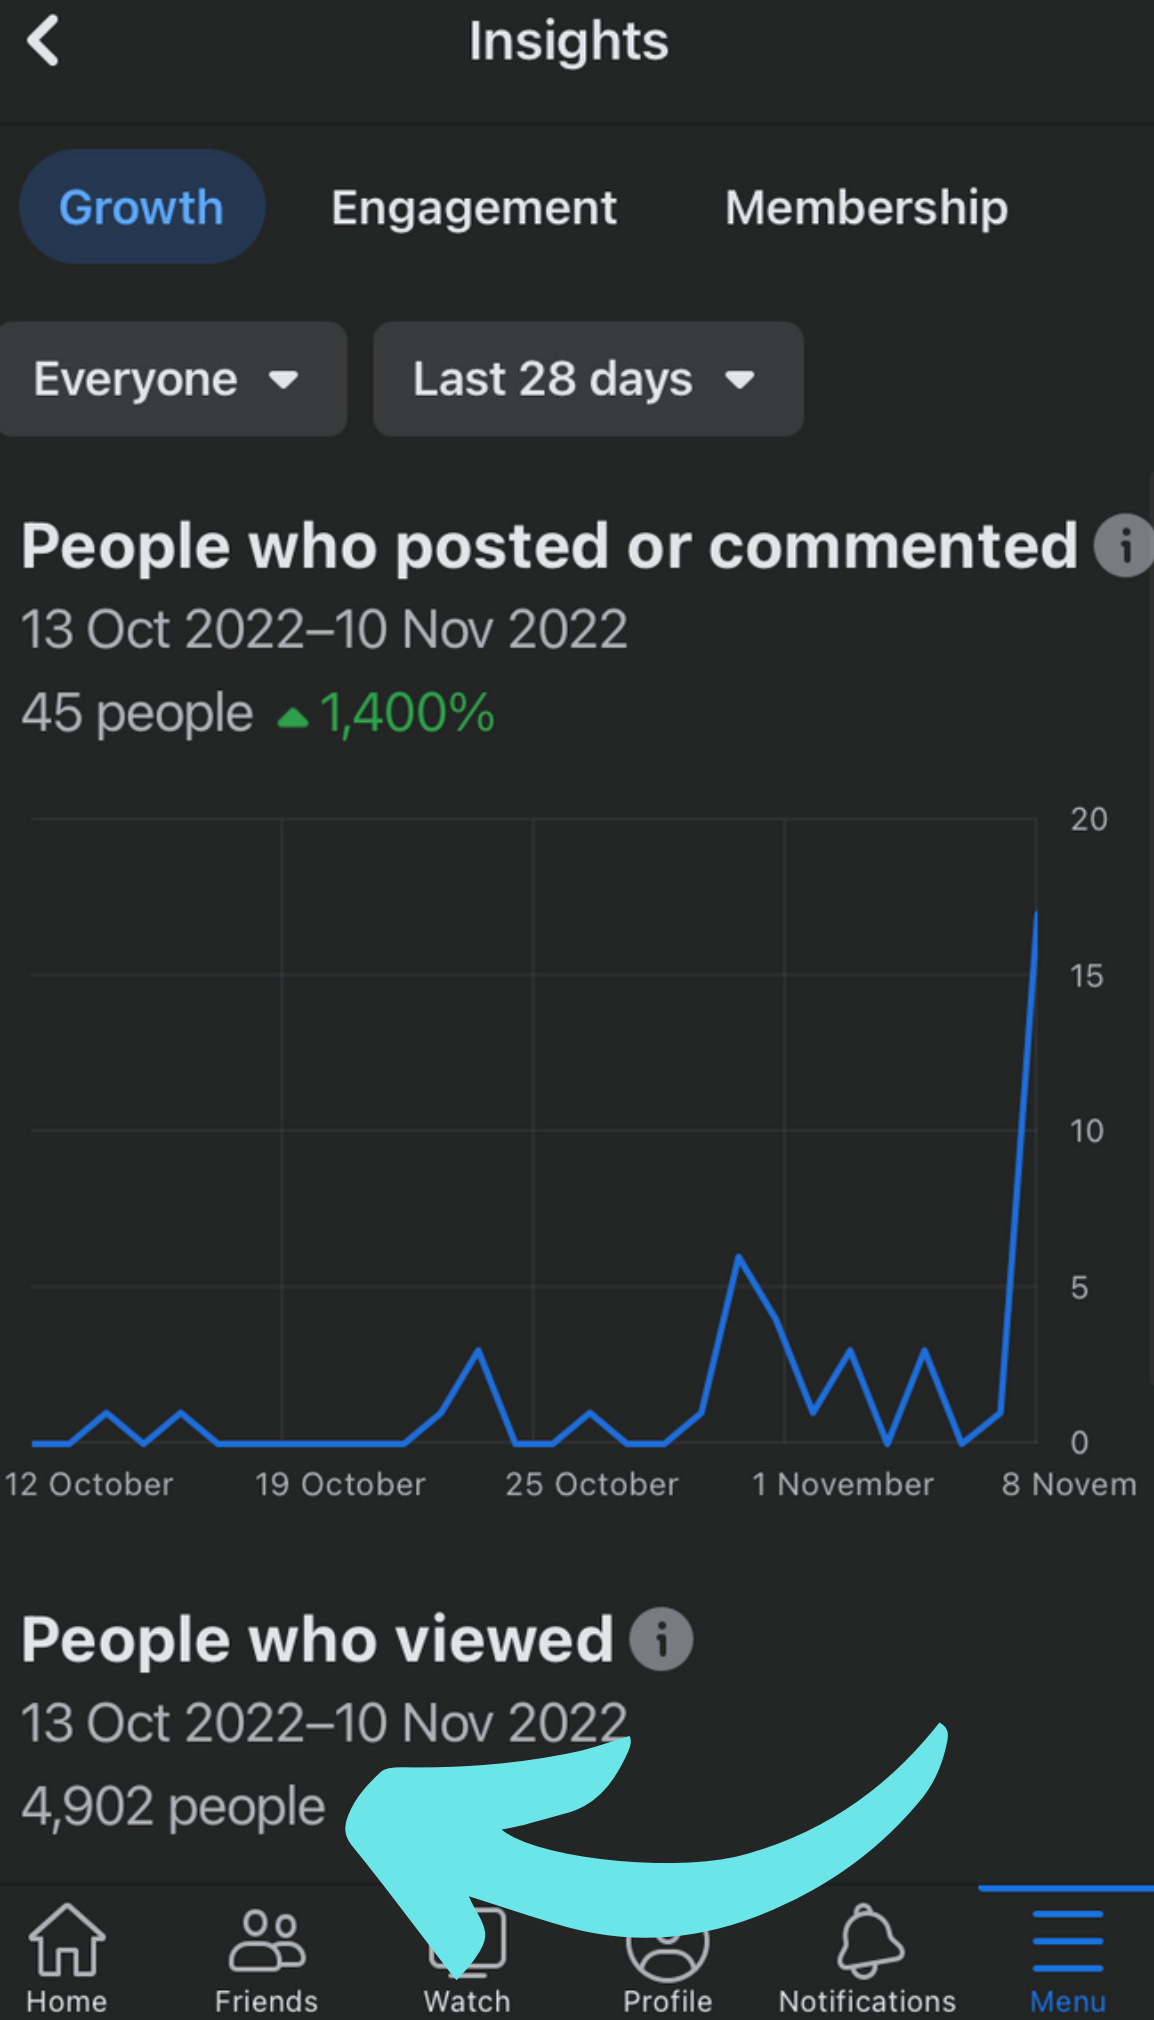 Insights
Growth Engagement Membership
Everyone Last 28 days
People who posted or commented
13 Oct 2022–10 Nov 2022
45 people 1,400%
20
15
10
5
0
12 October 19 October 25 October 1 November 8 Novem
People who viewed
13 Oct 2022–10 Nov 2022
4,902 people
Home Friends Watch Profile Notifications Menu